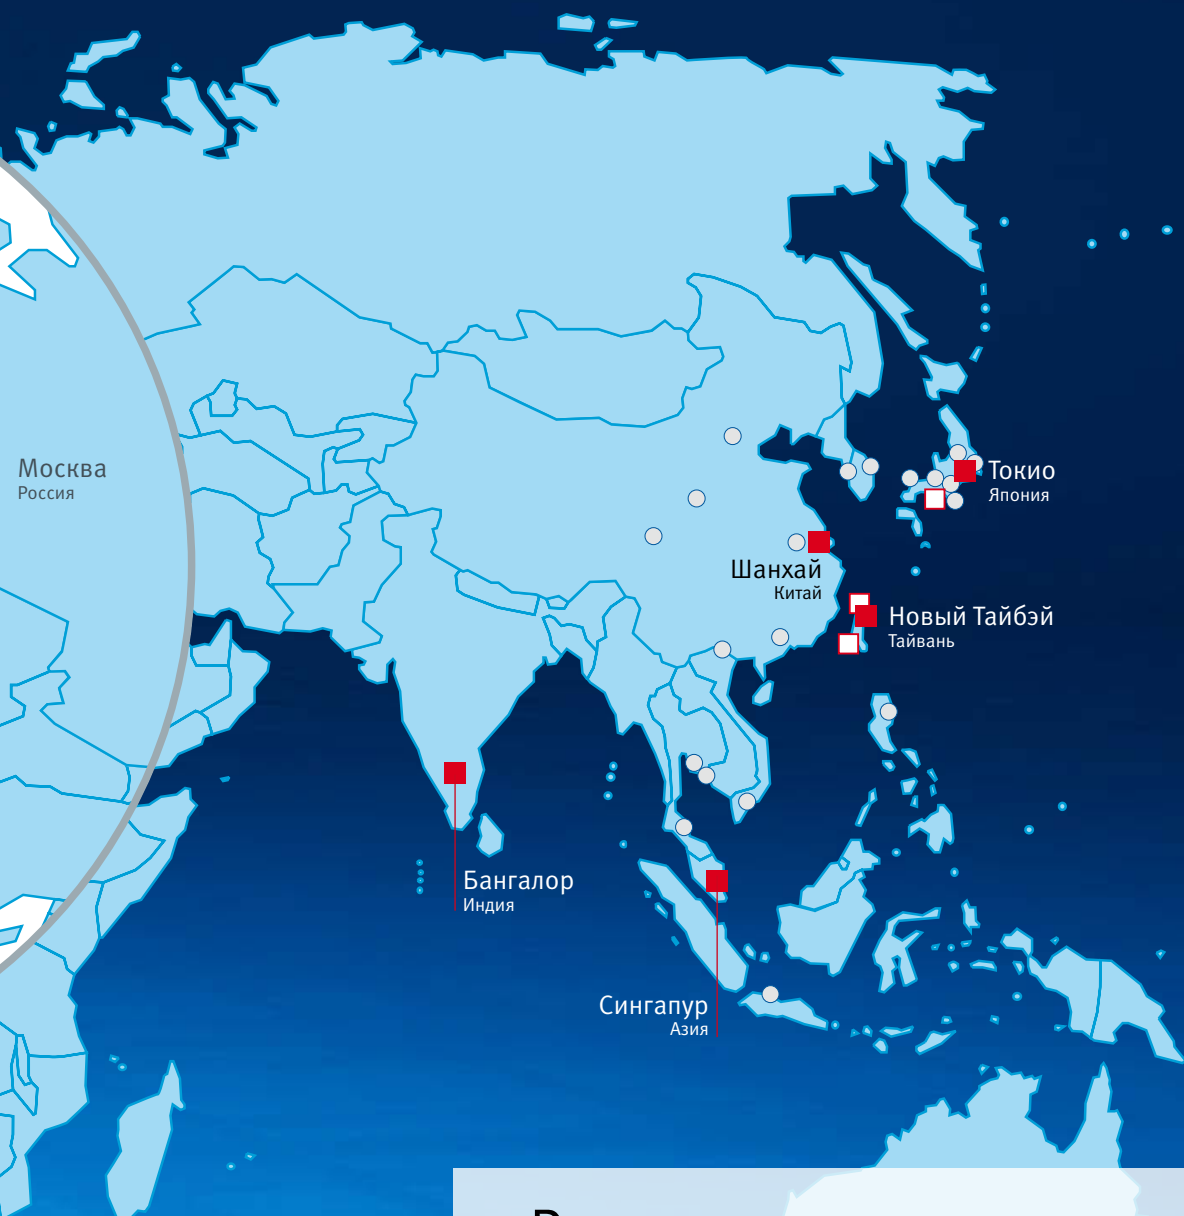 Москва
Россия
Токио
Япония
Шанхай
Китай
Новый Тайбэй
Тайвань
Бангалор
Индия
Сингапур
Азия